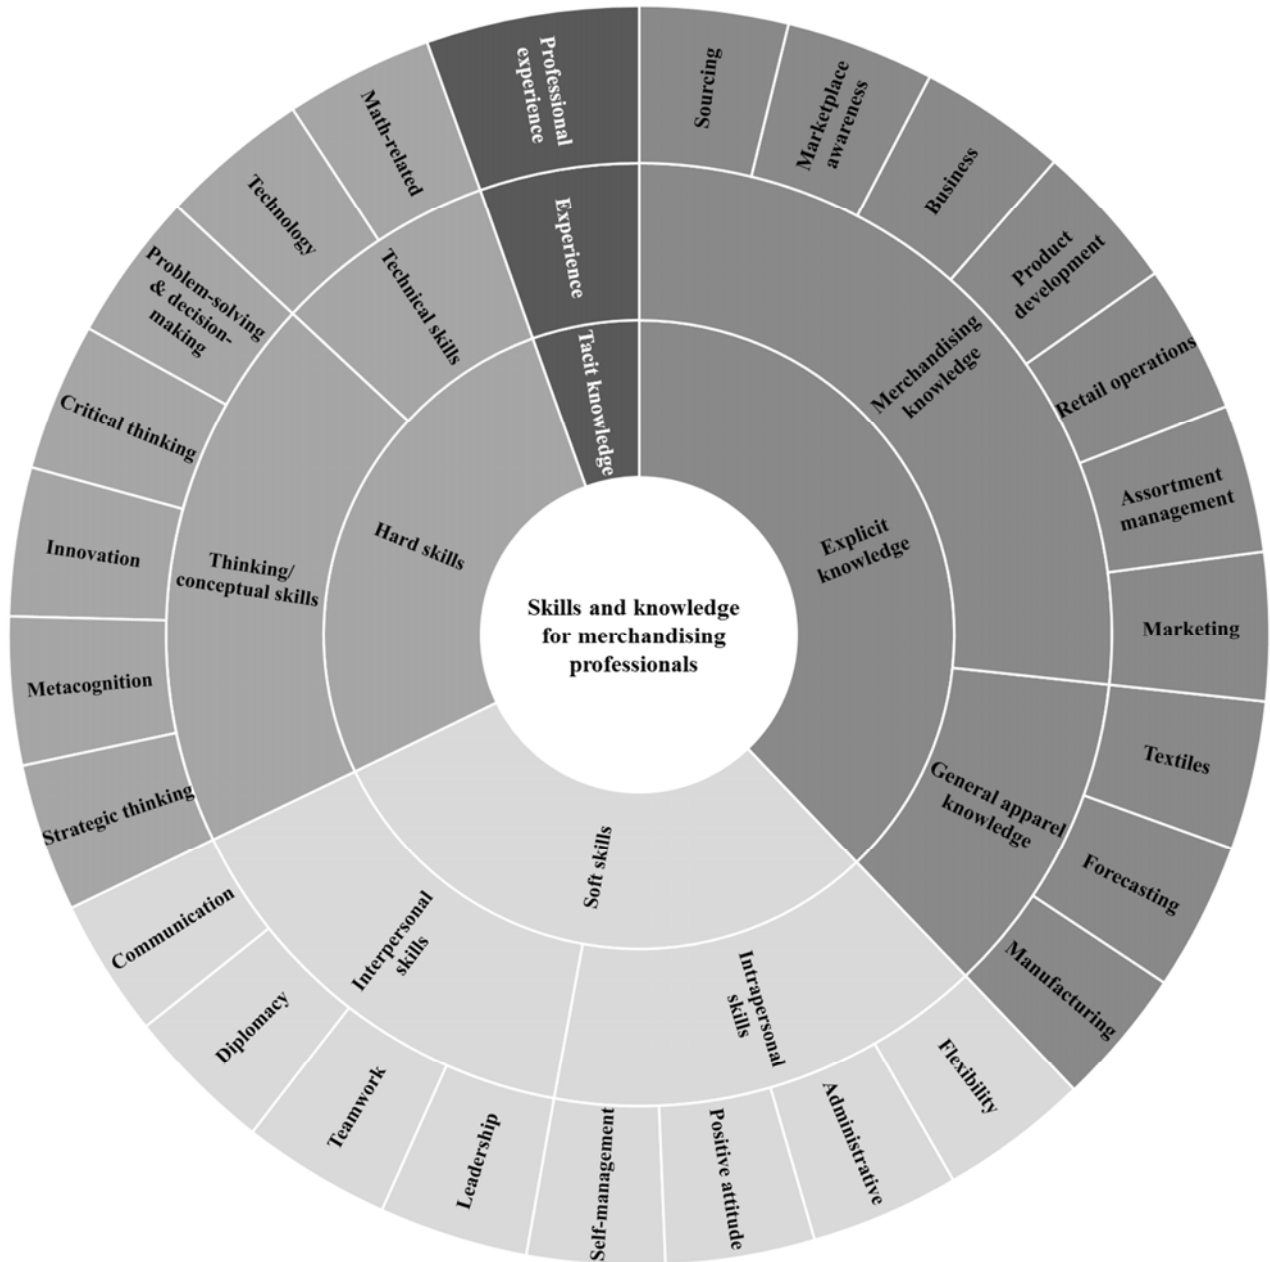 Skills and knowledge
for merchandising
professionals
Explicit
knowledge
Merchandising
knowledge
Sourcing
Marketplace
awareness
Business
Product
development
Retail operations
Assortment
management
Marketing
General apparel
knowledge
Textiles
Forecasting
Manufacturing
Soft skills
Intrapersonal
skills
Flexibility
Administrative
Positive attitude
Self-management
Interpersonal
skills
Leadership
Teamwork
Diplomacy
Communication
Hard skills
Thinking/
conceptual skills
Strategic thinking
Metacognition
Innovation
Critical thinking
Problem-solving
& decision-
making
Technical skills
Technology
Math-related
Tacit knowledge
Experience
Professional
experience